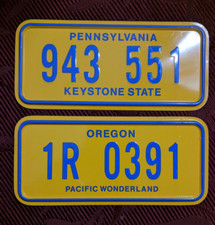 PENNSYLVANIA
943 551
KEYSTONE STATE
OREGON
1R 0391
PACIFIC WONDERLAND